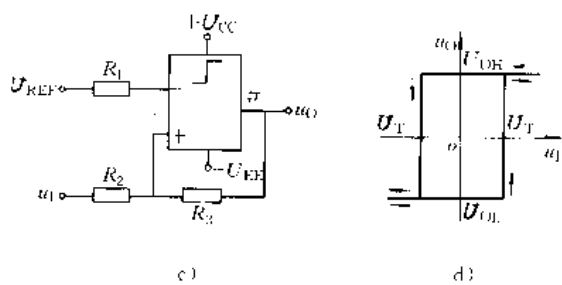 +U_CC
U_REF
R_1
−
+
u_O
−U_EE
u_I
R_2
R_3
c)
u_O
U_OH
U_T
o
U_T
u_I
U_OL
d)